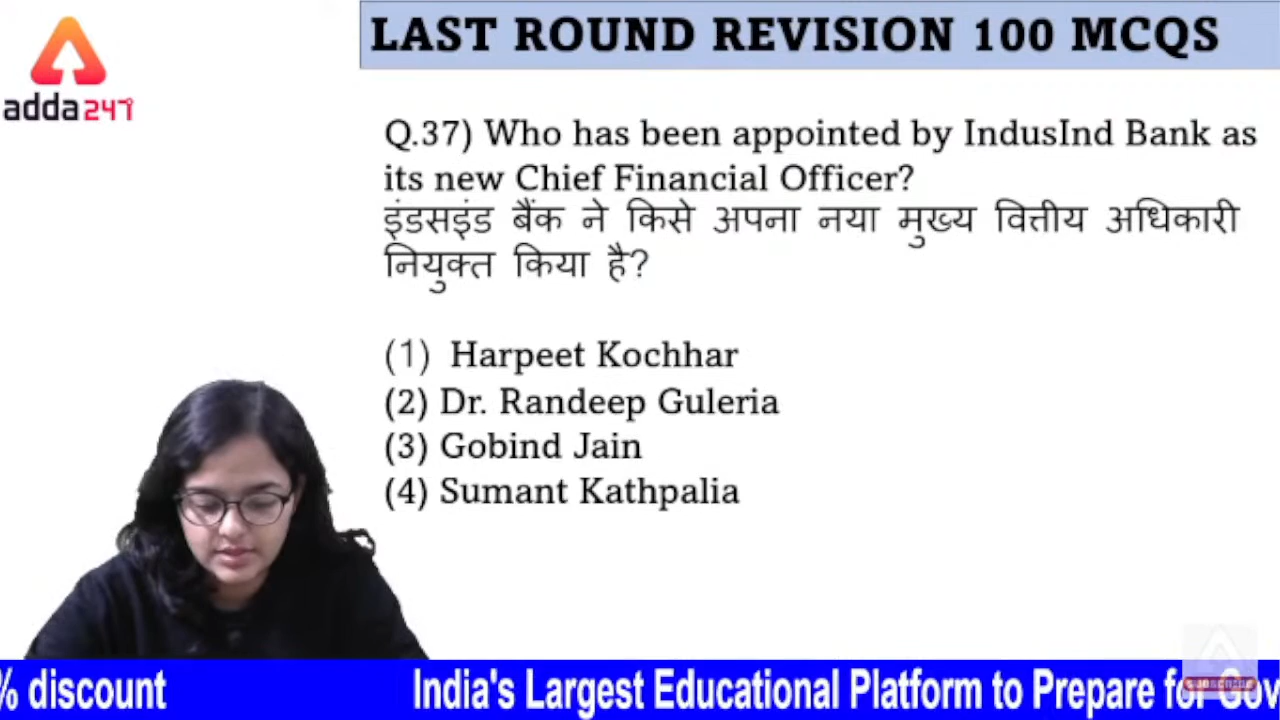 LAST ROUND REVISION 100 MCQS
adda247
Q.37) Who has been appointed by IndusInd Bank as
its new Chief Financial Officer?
इंडसइंड बैंक ने किसे अपना नया मुख्य वित्तीय अधिकारी
नियुक्त किया है?
(1) Harpeet Kochhar
(2) Dr. Randeep Guleria
(3) Gobind Jain
(4) Sumant Kathpalia
SUBSCRIBE
% discount India's Largest Educational Platform to Prepare for Gov